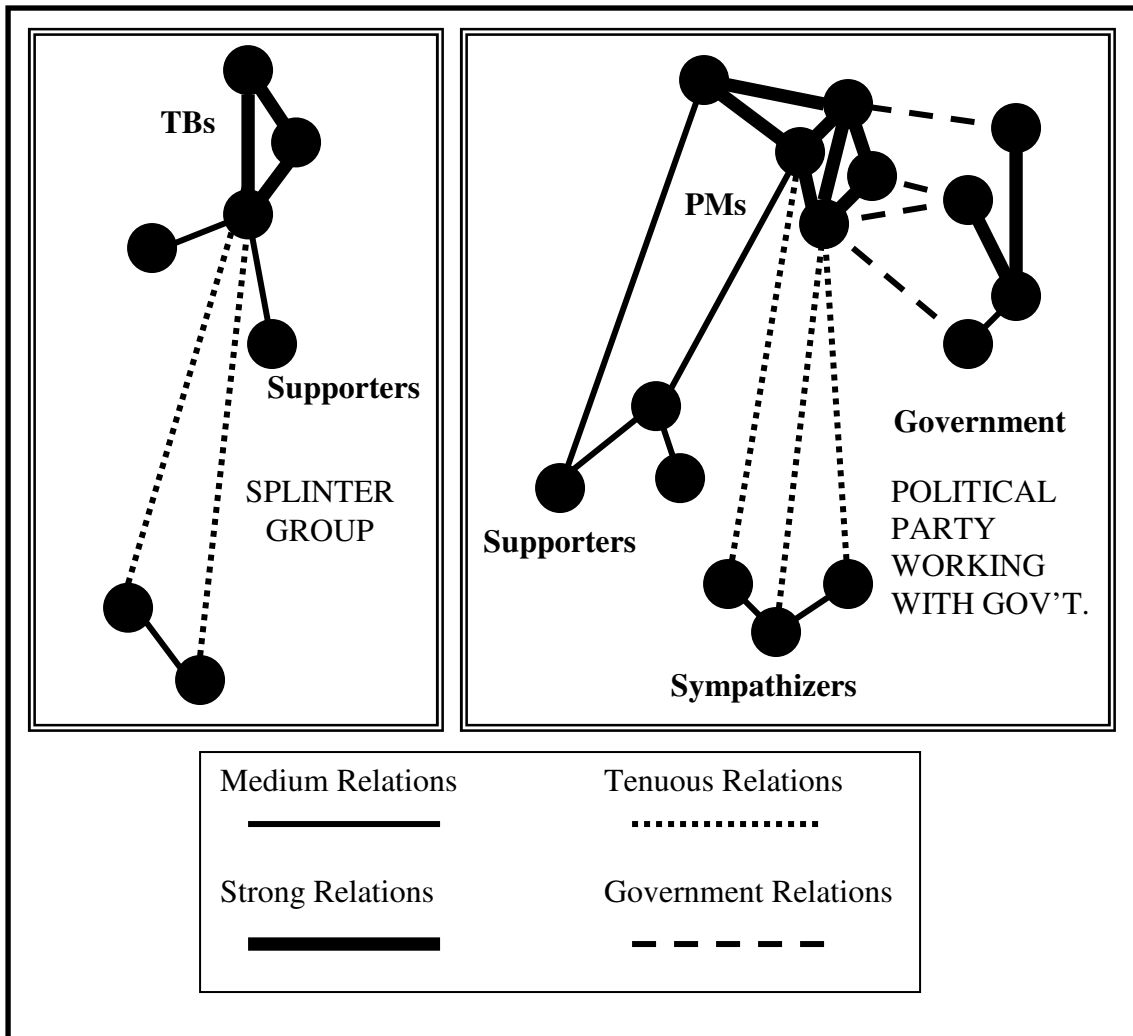 TBs
Supporters
SPLINTER
GROUP
PMs
Supporters
Sympathizers
Government
POLITICAL
PARTY
WORKING
WITH GOV’T.
Medium Relations
Tenuous Relations
Strong Relations
Government Relations